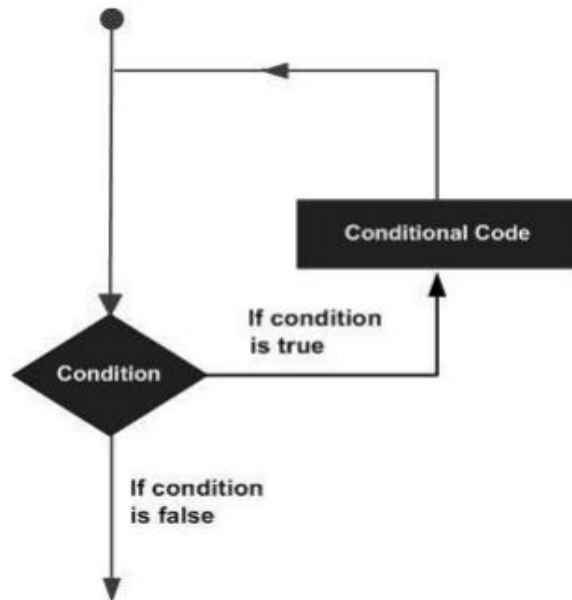 Conditional Code
If condition
is true
Condition
If condition
is false